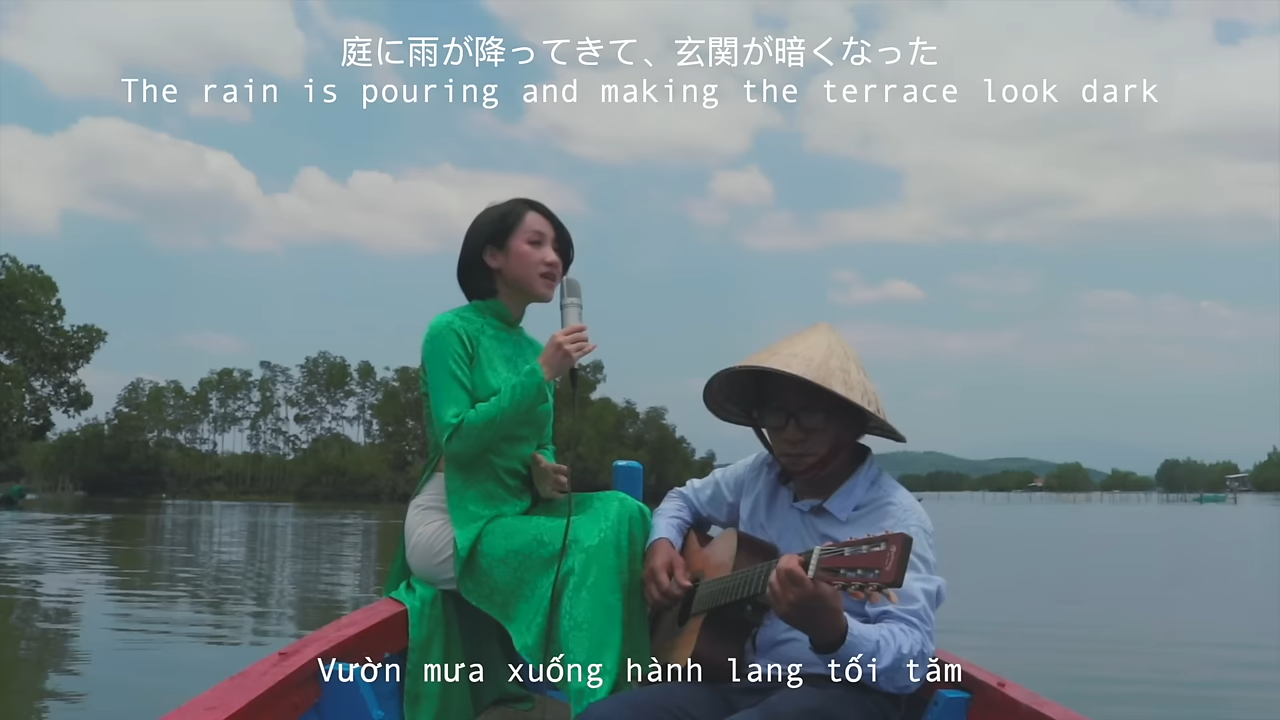 庭に雨が降ってきて、玄関が暗くなった
The rain is pouring and making the terrace look dark
Vườn mưa xuống hành lang tối tăm